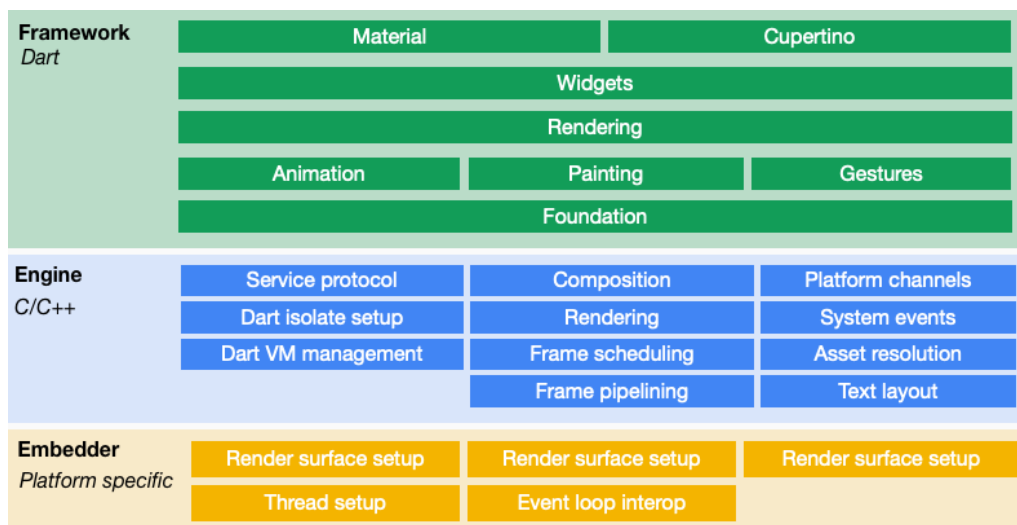 Framework
Dart
Material
Cupertino
Widgets
Rendering
Animation
Painting
Gestures
Foundation
Engine
C/C++
Service protocol
Composition
Platform channels
Dart isolate setup
Rendering
System events
Dart VM management
Frame scheduling
Asset resolution
Frame pipelining
Text layout
Embedder
Platform specific
Render surface setup
Render surface setup
Render surface setup
Thread setup
Event loop interop